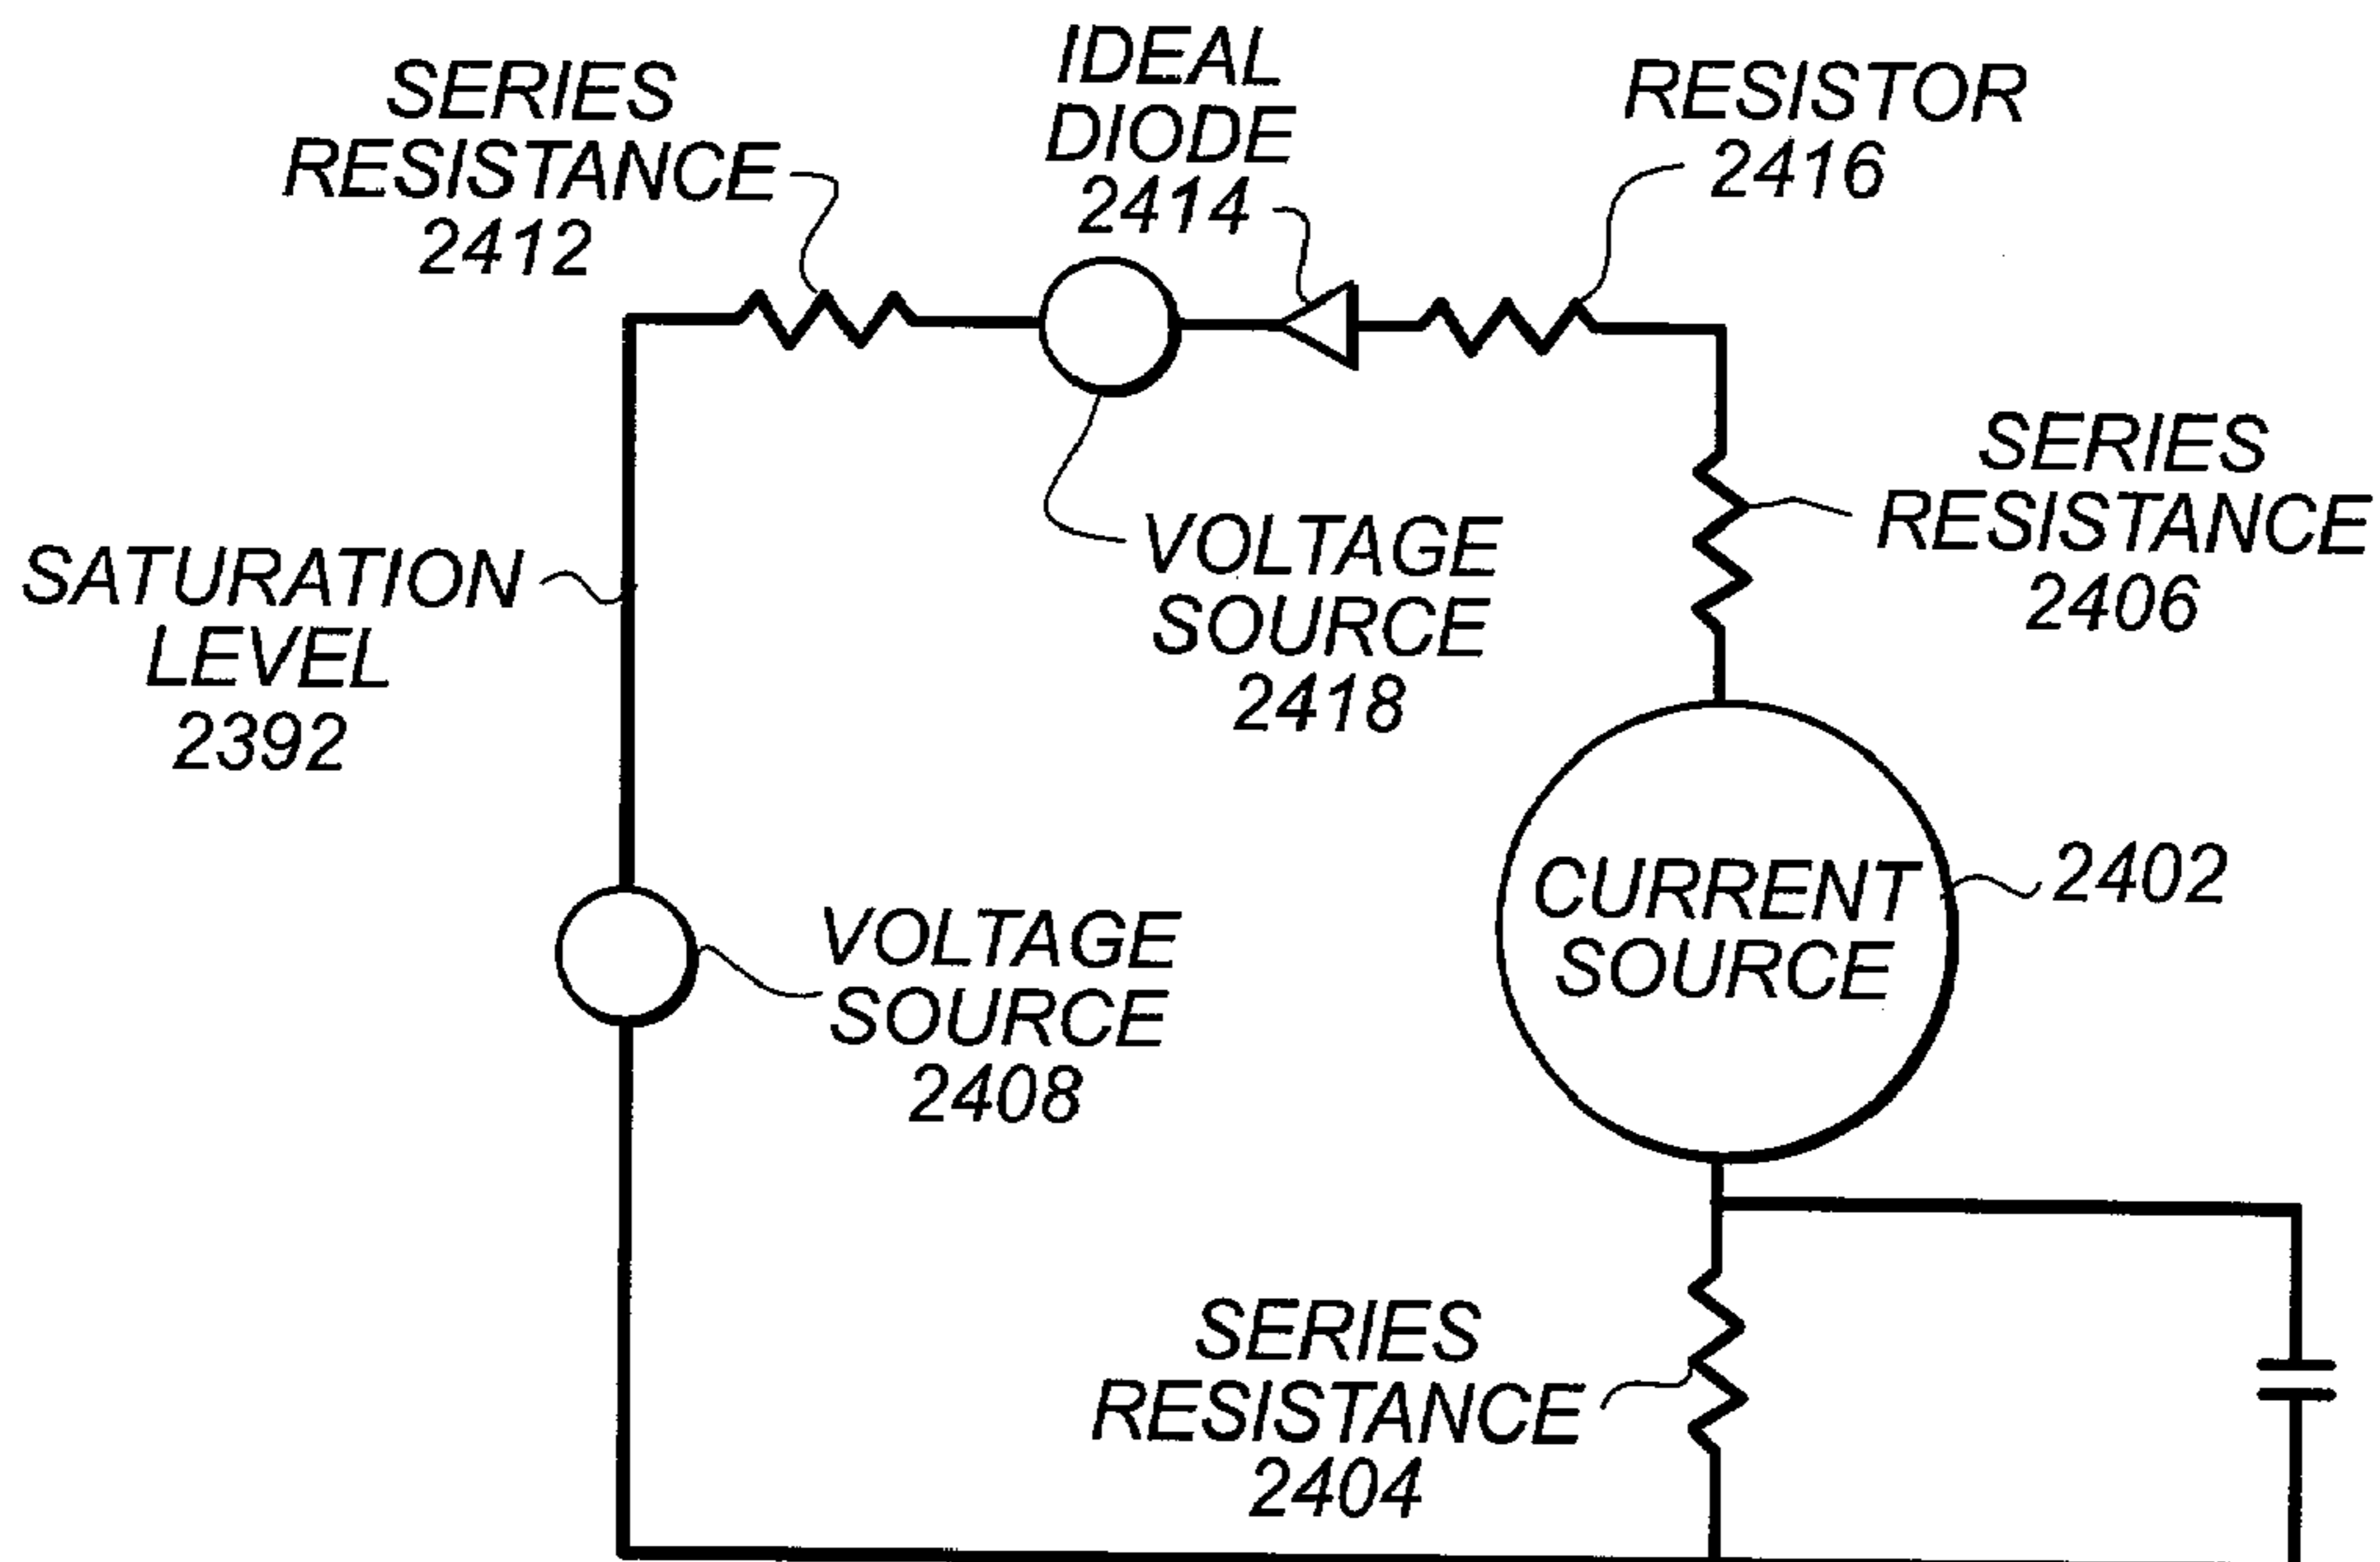 SERIES
RESISTANCE
2412
IDEAL
DIODE
2414
RESISTOR
2416
SERIES
RESISTANCE
2406
VOLTAGE
SOURCE
2418
SATURATION
LEVEL
2392
CURRENT
SOURCE
2402
VOLTAGE
SOURCE
2408
SERIES
RESISTANCE
2404